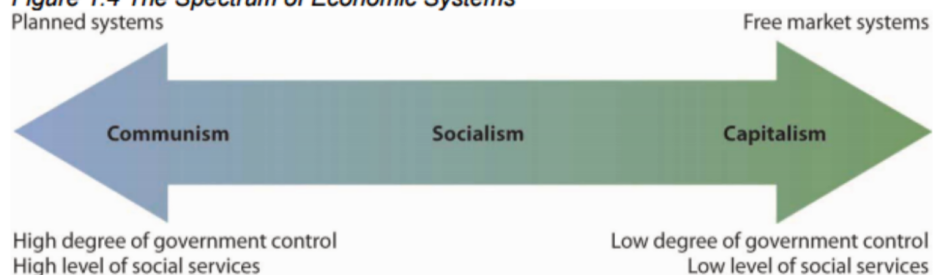 Figure 1.4 The Spectrum of Economic Systems
Planned systems
Free market systems
Communism
Socialism
Capitalism
High degree of government control
High level of social services
Low degree of government control
Low level of social services